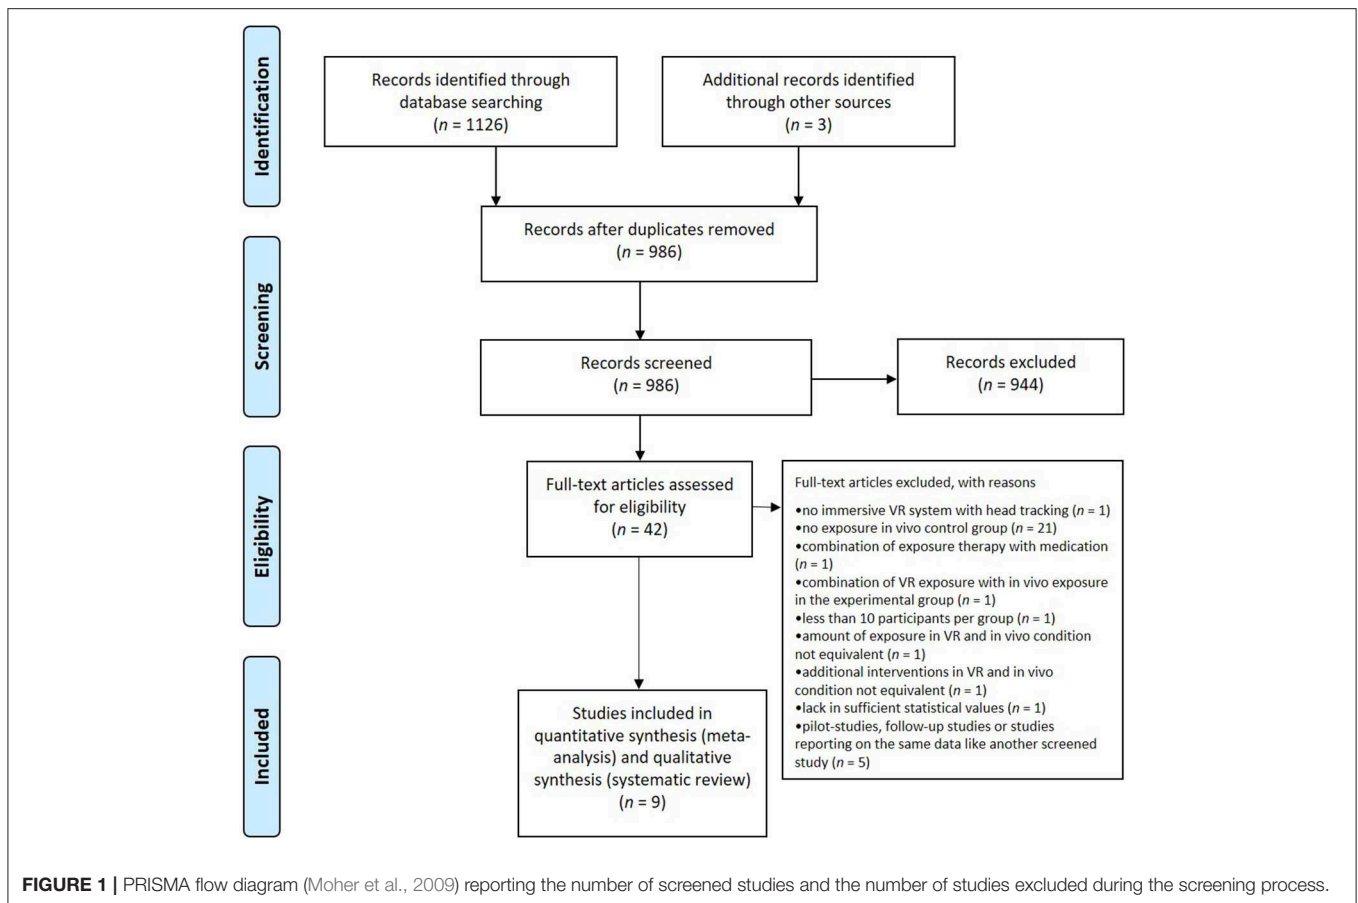 Identification
Records identified through
database searching
(n = 1126)
Additional records identified
through other sources
(n = 3)
Records after duplicates removed
(n = 986)
Screening
Records screened
(n = 986)
Records excluded
(n = 944)
Eligibility
Full-text articles assessed
for eligibility
(n = 42)
Full-text articles excluded, with reasons
•no immersive VR system with head tracking (n = 1)
•no exposure in vivo control group (n = 21)
•combination of exposure therapy with medication
(n = 1)
•combination of VR exposure with in vivo exposure
in the experimental group (n = 1)
•less than 10 participants per group (n = 1)
•amount of exposure in VR and in vivo condition
not equivalent (n = 1)
•additional interventions in VR and in vivo
condition not equivalent (n = 1)
•lack in sufficient statistical values (n = 1)
•pilot-studies, follow-up studies or studies
reporting on the same data like another screened
study (n = 5)
Included
Studies included in
quantitative synthesis (meta-
analysis) and qualitative
synthesis (systematic review)
(n = 9)
FIGURE 1 | PRISMA flow diagram (Moher et al., 2009) reporting the number of screened studies and the number of studies excluded during the screening process.